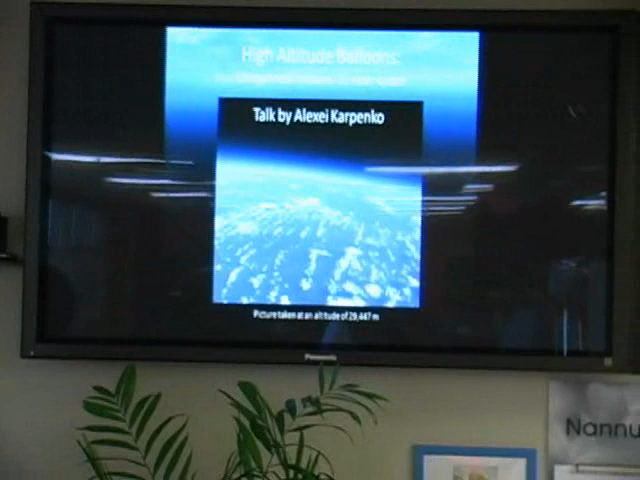 High Altitude Balloons:
Talk by Alexei Karpenko
Picture taken at an altitude of 29,447 m
Panasonic
Nannu